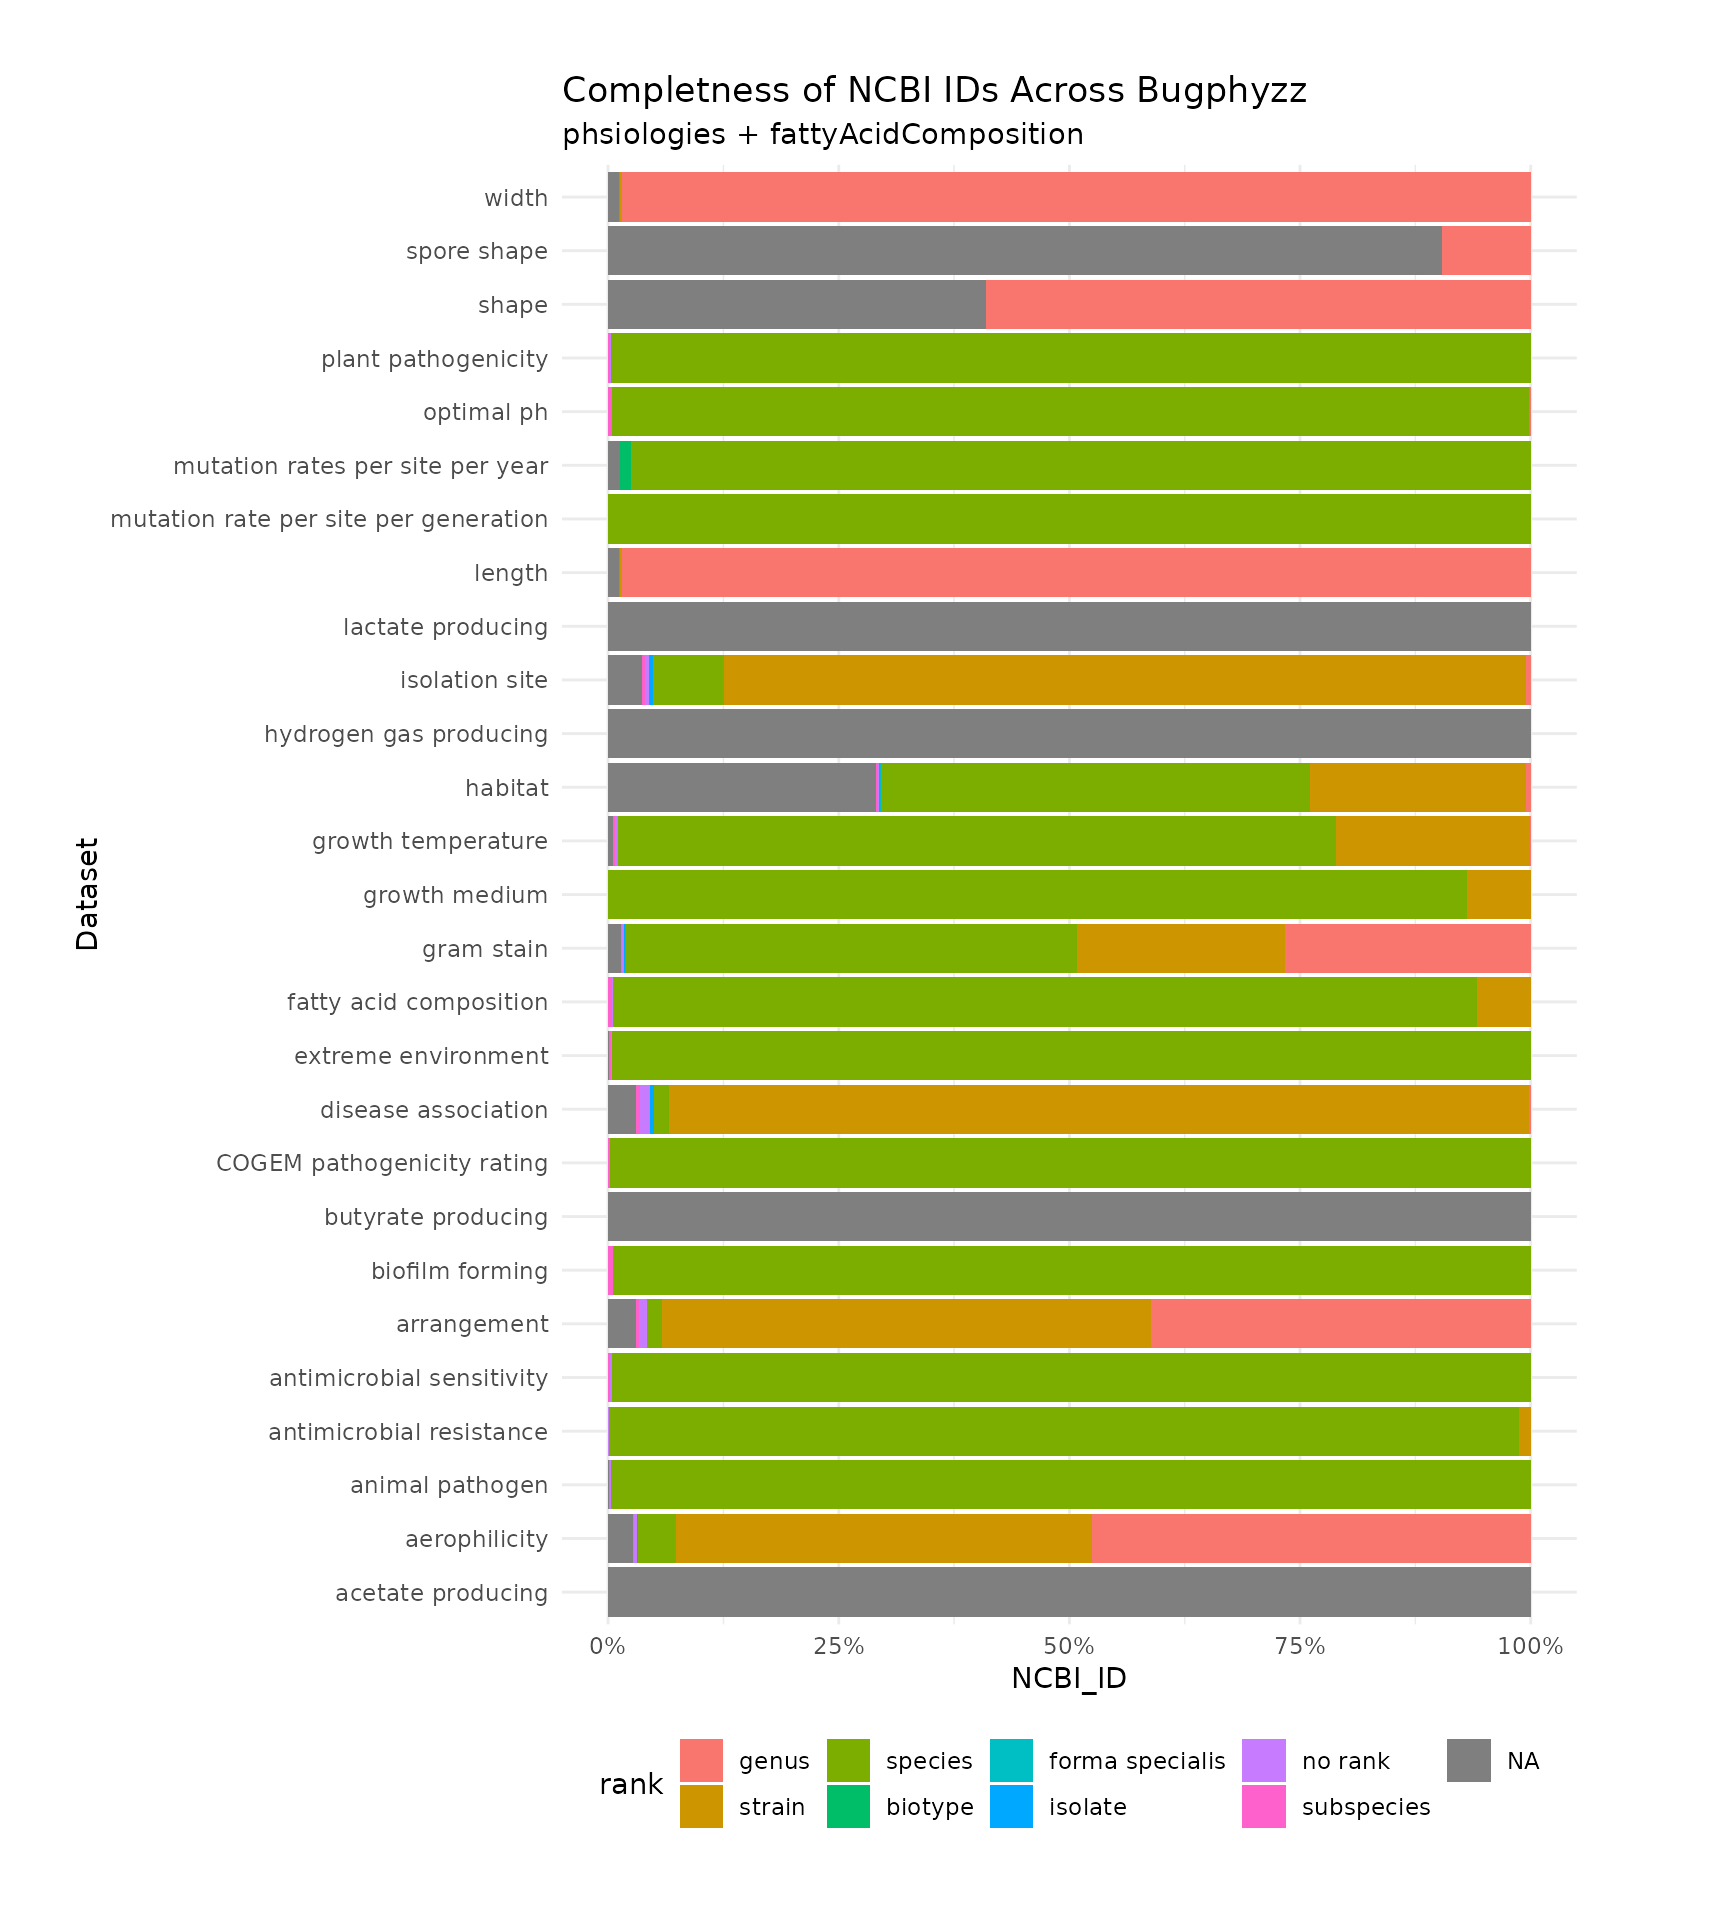 Completness of NCBI IDs Across Bugphyzz
phsiologies + fattyAcidComposition
Dataset
width
spore shape
shape
plant pathogenicity
optimal ph
mutation rates per site per year
mutation rate per site per generation
length
lactate producing
isolation site
hydrogen gas producing
habitat
growth temperature
growth medium
gram stain
fatty acid composition
extreme environment
disease association
COGEM pathogenicity rating
butyrate producing
biofilm forming
arrangement
antimicrobial sensitivity
antimicrobial resistance
animal pathogen
aerophilicity
acetate producing
0% 25% 50% 75% 100%
NCBI_ID
rank
genus species forma specialis no rank NA
strain biotype isolate subspecies